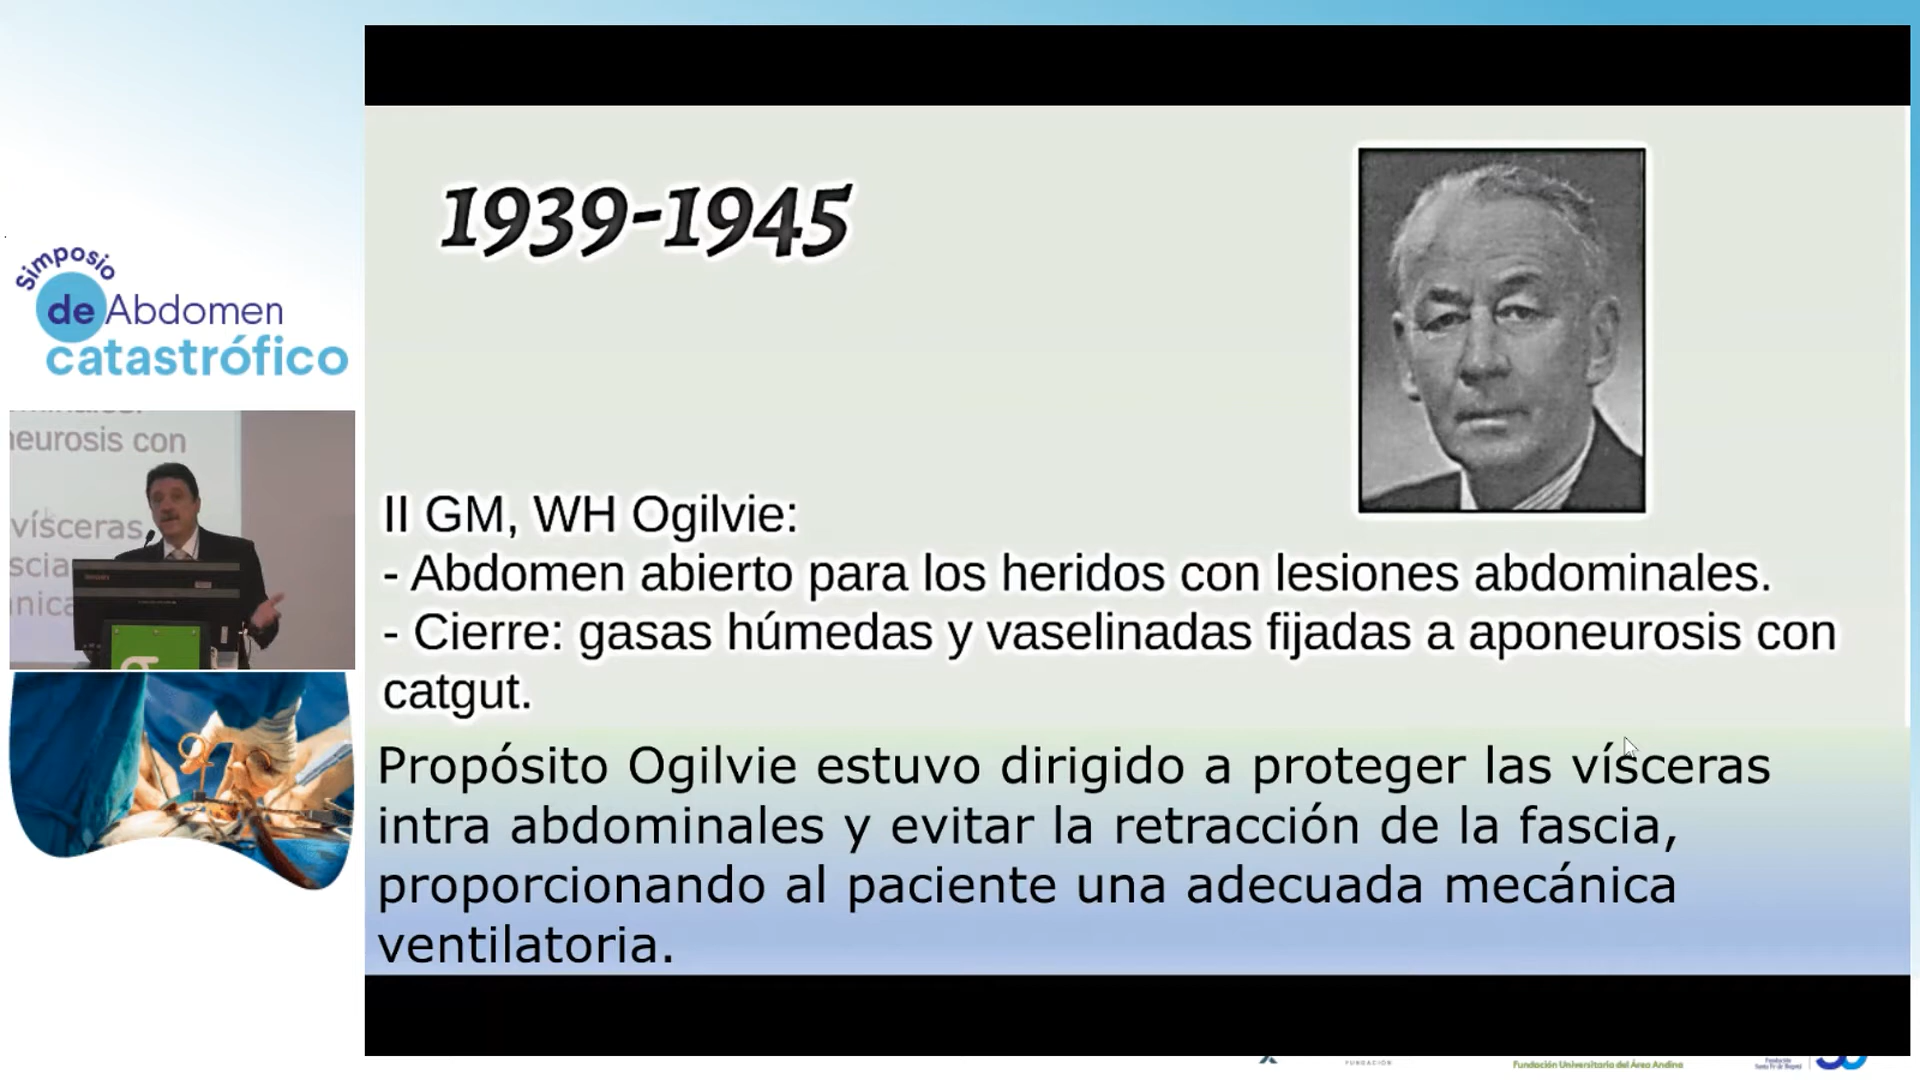 Simposio
de Abdomen
catastrófico
1939-1945
II GM, WH Ogilvie:
- Abdomen abierto para los heridos con lesiones abdominales.
- Cierre: gasas húmedas y vaselinadas fijadas a aponeurosis con
catgut.
Propósito Ogilvie estuvo dirigido a proteger las vísceras
intra abdominales y evitar la retracción de la fascia,
proporcionando al paciente una adecuada mecánica
ventilatoria.
neurosis con
vísceras
FUNDACIÓN
Fundación Universitaria del Área Andina